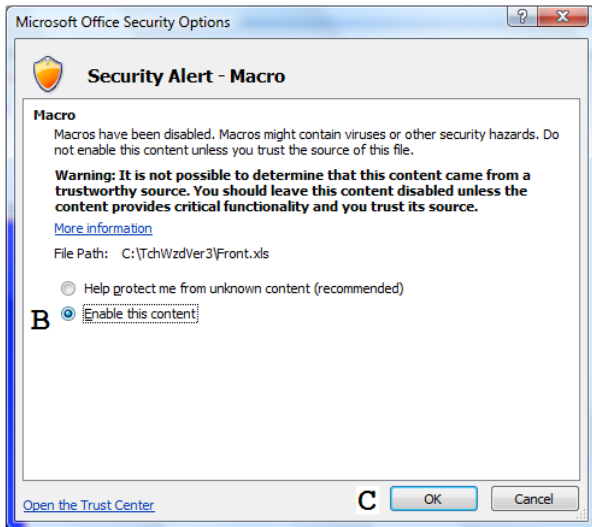 Microsoft Office Security Options
Security Alert - Macro
Macro
Macros have been disabled. Macros might contain viruses or other security hazards. Do
not enable this content unless you trust the source of this file.
Warning: It is not possible to determine that this content came from a
trustworthy source. You should leave this content disabled unless the
content provides critical functionality and you trust its source.
More information
File Path: C:\TchWzdVer3\Front.xls
Help protect me from unknown content (recommended)
B Enable this content
Open the Trust Center C OK Cancel